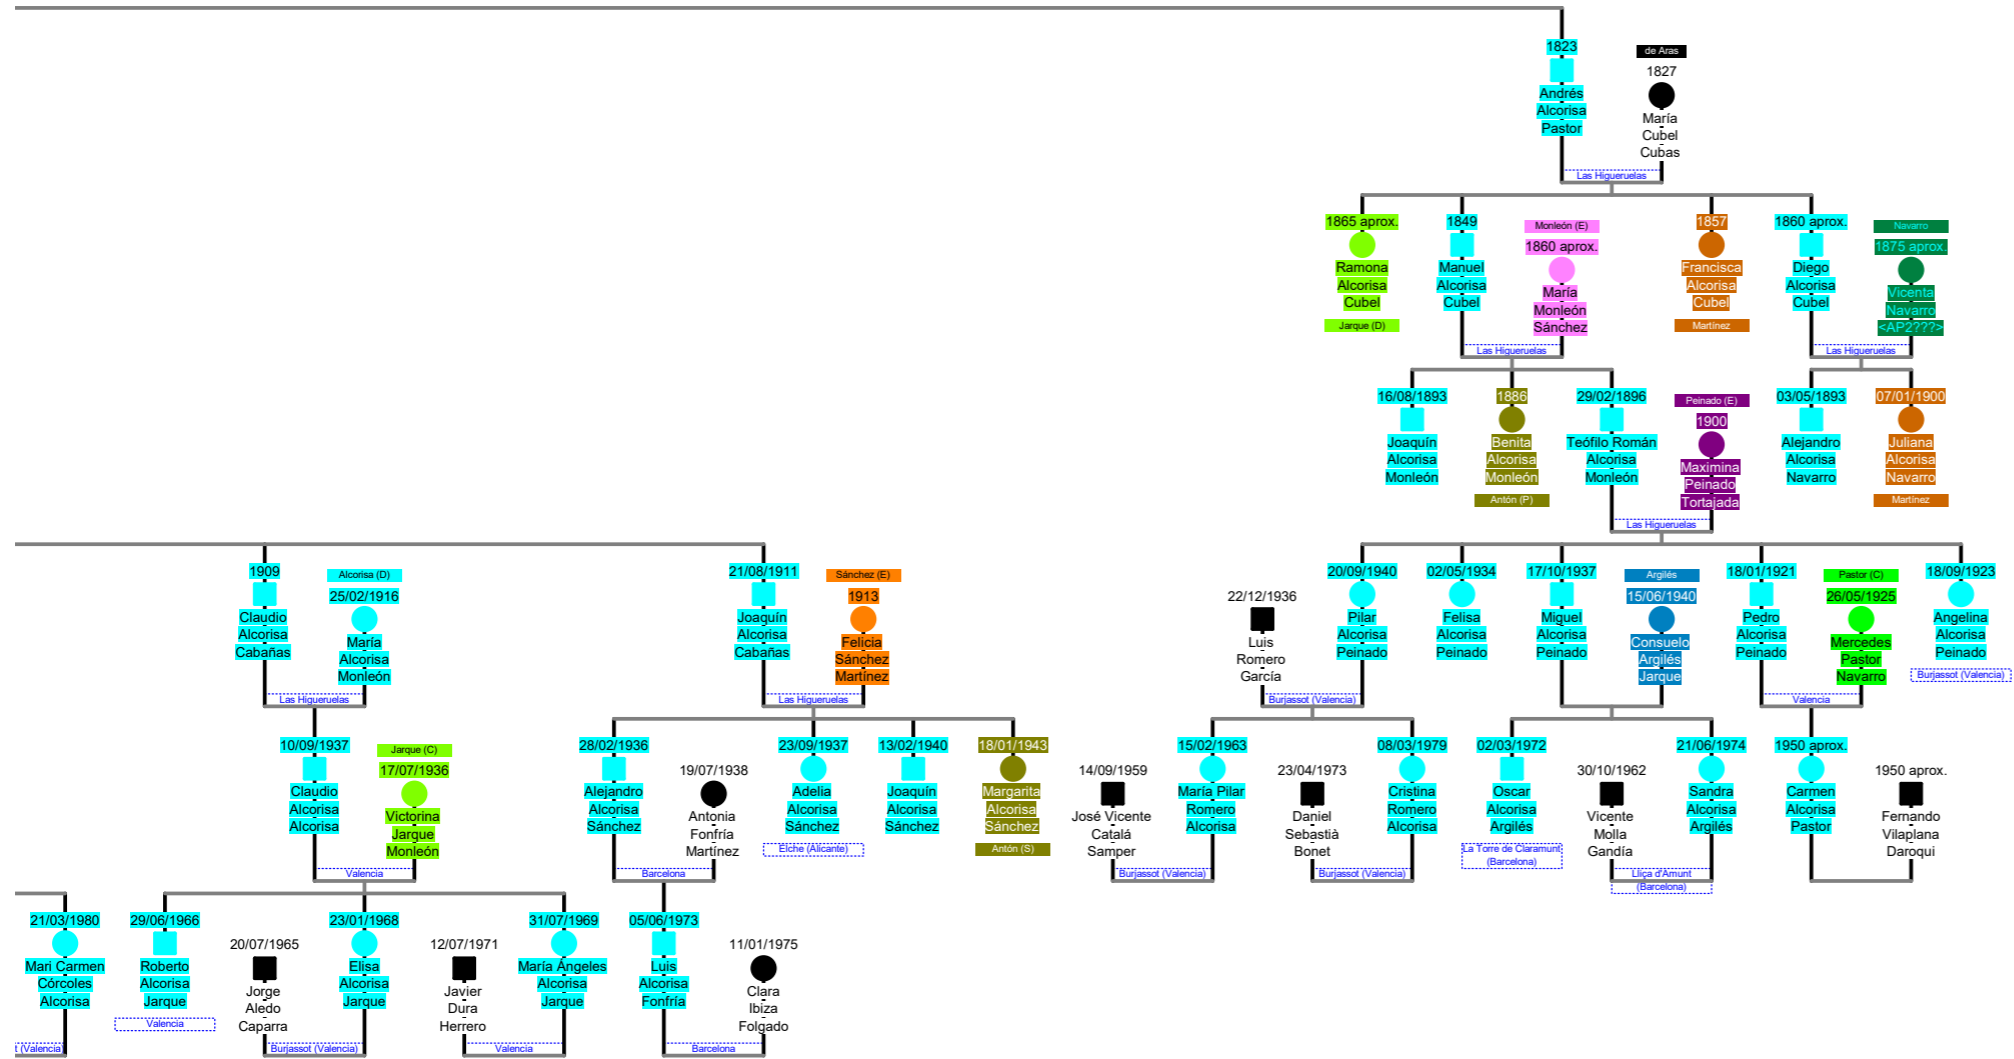 1823
Andrés
Alcorisa
Pastor
de Aras
1827
María
Cubel
Cubas
Las Higueruelas
1865 aprox.
Ramona
Alcorisa
Cubel
Jarque (D)
1849
Manuel
Alcorisa
Cubel
Monleón (E)
1860 aprox.
María
Monleón
Sánchez
Las Higueruelas
1857
Francisca
Alcorisa
Cubel
Martínez
1860 aprox.
Diego
Alcorisa
Cubel
Navarro
1875 aprox.
Vicenta
Navarro
<AP2???>
Las Higueruelas
16/08/1893
Joaquín
Alcorisa
Monleón
1886
Benita
Alcorisa
Monleón
Antón (P)
29/02/1896
Teófilo Román
Alcorisa
Monleón
Peinado (E)
1900
Maximina
Peinado
Tortajada
Las Higueruelas
03/05/1893
Alejandro
Alcorisa
Navarro
07/01/1900
Juliana
Alcorisa
Navarro
Martínez
1909
Claudio
Alcorisa
Cabañas
Alcorisa (D)
25/02/1916
María
Alcorisa
Monleón
Las Higueruelas
21/08/1911
Joaquín
Alcorisa
Cabañas
Sánchez (E)
1913
Felicia
Sánchez
Martínez
Las Higueruelas
22/12/1936
Luis
Romero
García
20/09/1940
Pilar
Alcorisa
Peinado
Burjassot (Valencia)
02/05/1934
Felisa
Alcorisa
Peinado
17/10/1937
Miguel
Alcorisa
Peinado
Argilés
15/06/1940
Consuelo
Argilés
Jarque
18/01/1921
Pedro
Alcorisa
Peinado
Pastor (C)
26/05/1925
Mercedes
Pastor
Navarro
Valencia
18/09/1923
Angelina
Alcorisa
Peinado
Burjassot (Valencia)
10/09/1937
Claudio
Alcorisa
Alcorisa
Jarque (C)
17/07/1936
Victorina
Jarque
Monleón
Valencia
28/02/1936
Alejandro
Alcorisa
Sánchez
19/07/1938
Antonia
Fonfría
Martínez
Barcelona
23/09/1937
Adelia
Alcorisa
Sánchez
Elche (Alicante)
13/02/1940
Joaquín
Alcorisa
Sánchez
18/01/1943
Margarita
Alcorisa
Sánchez
Antón (S)
14/09/1959
José Vicente
Catalá
Samper
15/02/1963
María Pilar
Romero
Alcorisa
Burjassot (Valencia)
23/04/1973
Daniel
Sebastià
Bonet
08/03/1979
Cristina
Romero
Alcorisa
Burjassot (Valencia)
02/03/1972
Oscar
Alcorisa
Argilés
La Torre de Claramunt
(Barcelona)
30/10/1962
Vicente
Molla
Gandía
21/06/1974
Sandra
Alcorisa
Argilés
Lliça d'Amunt
(Barcelona)
1950 aprox.
Carmen
Alcorisa
Pastor
1950 aprox.
Fernando
Vilaplana
Daroqui
21/03/1980
Mari Carmen
Córcoles
Alcorisa
t (Valencia)
29/06/1966
Roberto
Alcorisa
Jarque
Valencia
20/07/1965
Jorge
Aledo
Caparra
23/01/1968
Elisa
Alcorisa
Jarque
Burjassot (Valencia)
12/07/1971
Javier
Dura
Herrero
31/07/1969
María Ángeles
Alcorisa
Jarque
Valencia
05/06/1973
Luis
Alcorisa
Fonfría
11/01/1975
Clara
Ibiza
Folgado
Barcelona